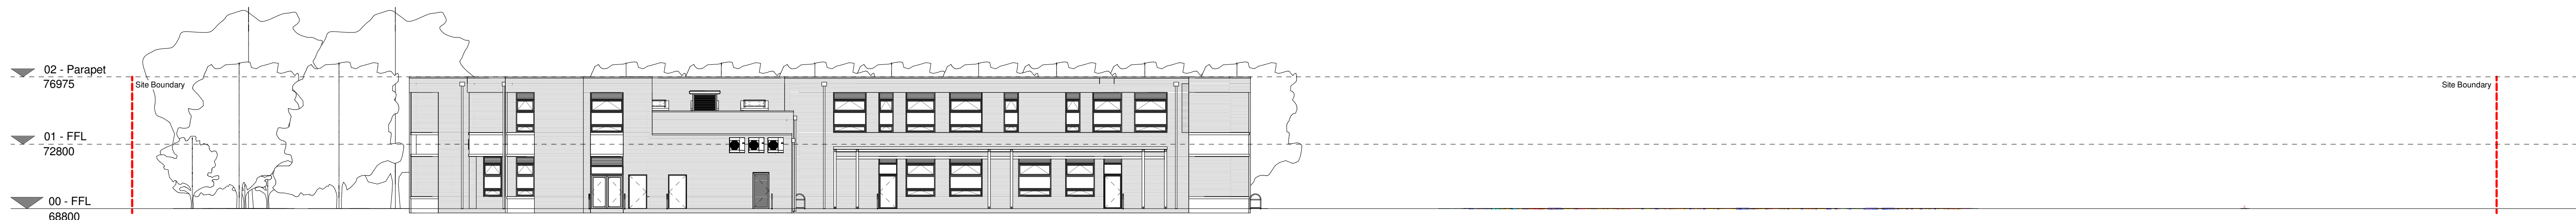 02 - Parapet
76975
Site Boundary
Site Boundary
01 - FFL
72800
00 - FFL
68800